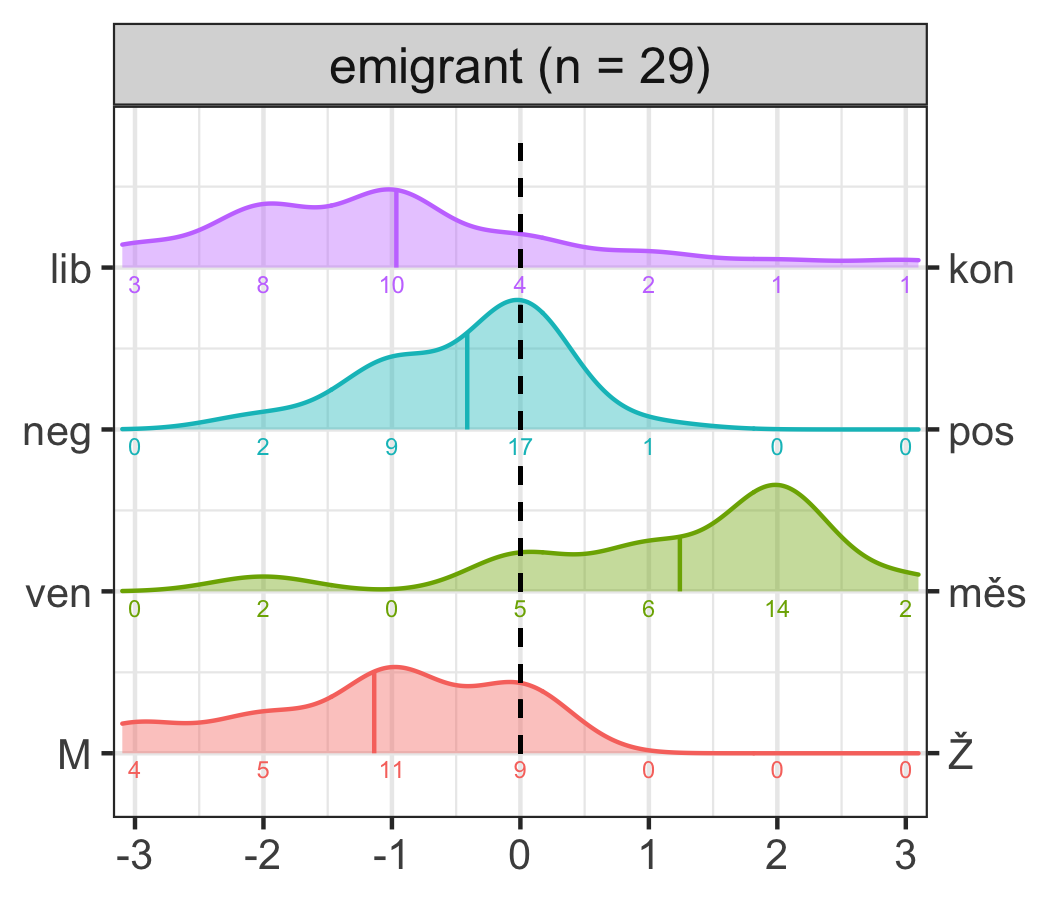 emigrant (n = 29)
lib kon
3 8 10 4 2 1 1
neg pos
0 2 9 17 1 0 0
ven měs
0 2 0 5 6 14 2
M Ž
4 5 11 9 0 0 0
-3 -2 -1 0 1 2 3